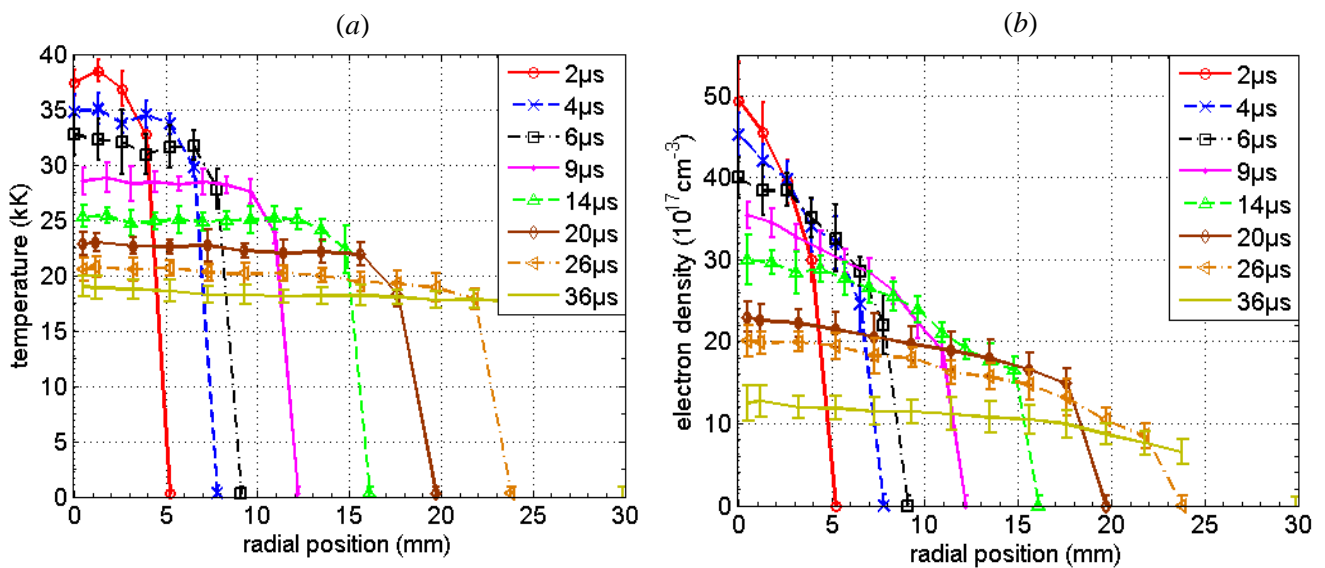 (a)
40
35
30
25
20
15
10
5
0
temperature (kK)
0 5 10 15 20 25 30
radial position (mm)
2µs
4µs
6µs
9µs
14µs
20µs
26µs
36µs
(b)
50
40
30
20
10
0
electron density (10^17cm^-3)
0 5 10 15 20 25 30
radial position (mm)
2µs
4µs
6µs
9µs
14µs
20µs
26µs
36µs